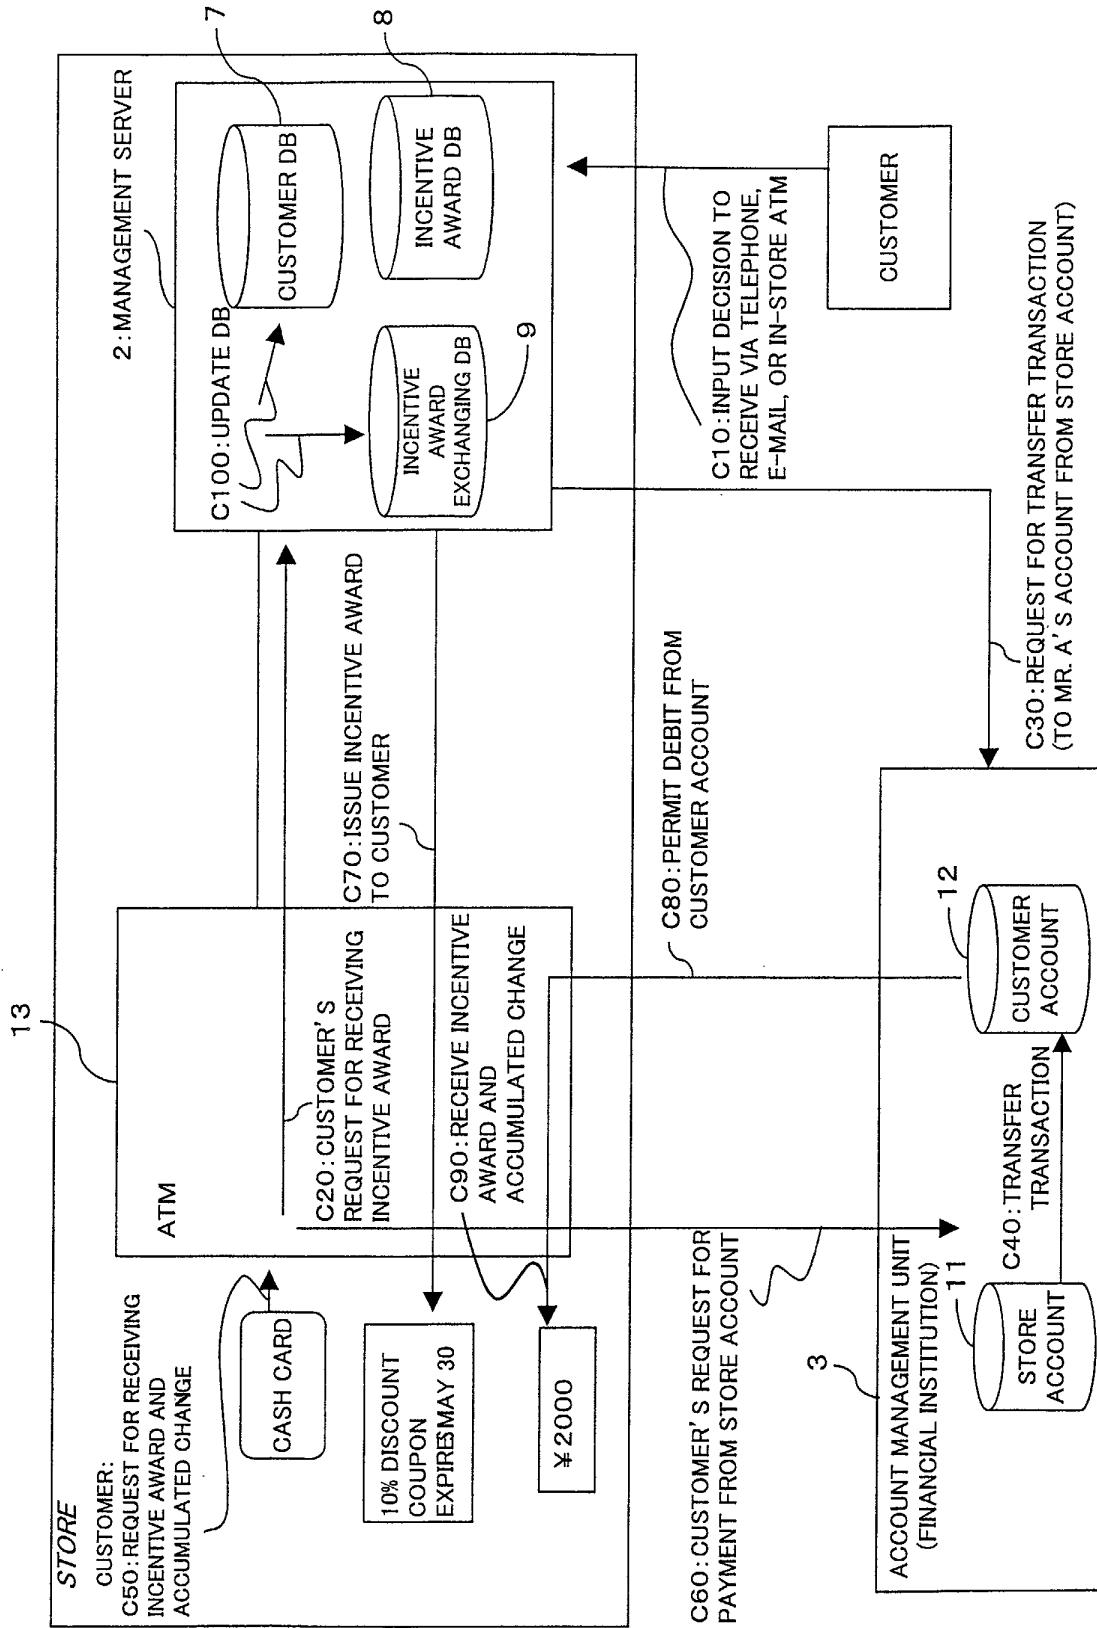 STORE
CUSTOMER:
C50:REQUEST FOR RECEIVING
INCENTIVE AWARD AND
ACCUMULATED CHANGE
CASH CARD
10% DISCOUNT
COUPON
EXPIRESMAY 30
¥2000
13
ATM
C20:CUSTOMER'S
REQUEST FOR RECEIVING
INCENTIVE AWARD
C90:RECEIVE INCENTIVE
AWARD AND
ACCUMULATED CHANGE
C70:ISSUE INCENTIVE AWARD
TO CUSTOMER
2:MANAGEMENT SERVER
7
8
C100:UPDATE DB
CUSTOMER DB
INCENTIVE
AWARD
EXCHANGING DB
9
INCENTIVE
AWARD DB
C60:CUSTOMER'S REQUEST FOR
PAYMENT FROM STORE ACCOUNT
C80:PERMIT DEBIT FROM
CUSTOMER ACCOUNT
C10:INPUT DECISION TO
RECEIVE VIA TELEPHONE,
E-MAIL, OR IN-STORE ATM
CUSTOMER
3
ACCOUNT MANAGEMENT UNIT
(FINANCIAL INSTITUTION)
11
STORE
ACCOUNT
C40:TRANSFER
TRANSACTION
12
CUSTOMER
ACCOUNT
C30:REQUEST FOR TRANSFER TRANSACTION
(TO MR. A'S ACCOUNT FROM STORE ACCOUNT)